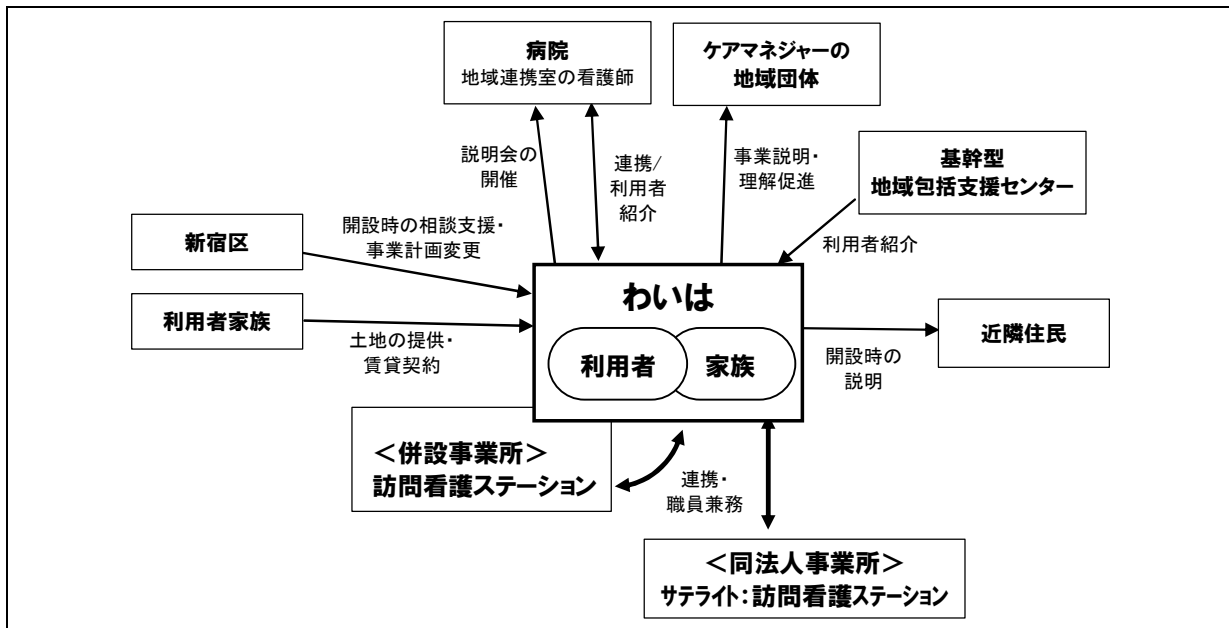 病院
地域連携室の看護師
ケアマネジャーの
地域団体
説明会の
開催
連携/
利用者
紹介
事業説明・
理解促進
基幹型
地域包括支援センター
利用者紹介
新宿区
開設時の相談支援・
事業計画変更
利用者家族
土地の提供・
賃貸契約
わいは
利用者
家族
近隣住民
開設時の
説明
＜併設事業所＞
訪問看護ステーション
連携・
職員兼務
＜同法人事業所＞
サテライト：訪問看護ステーション